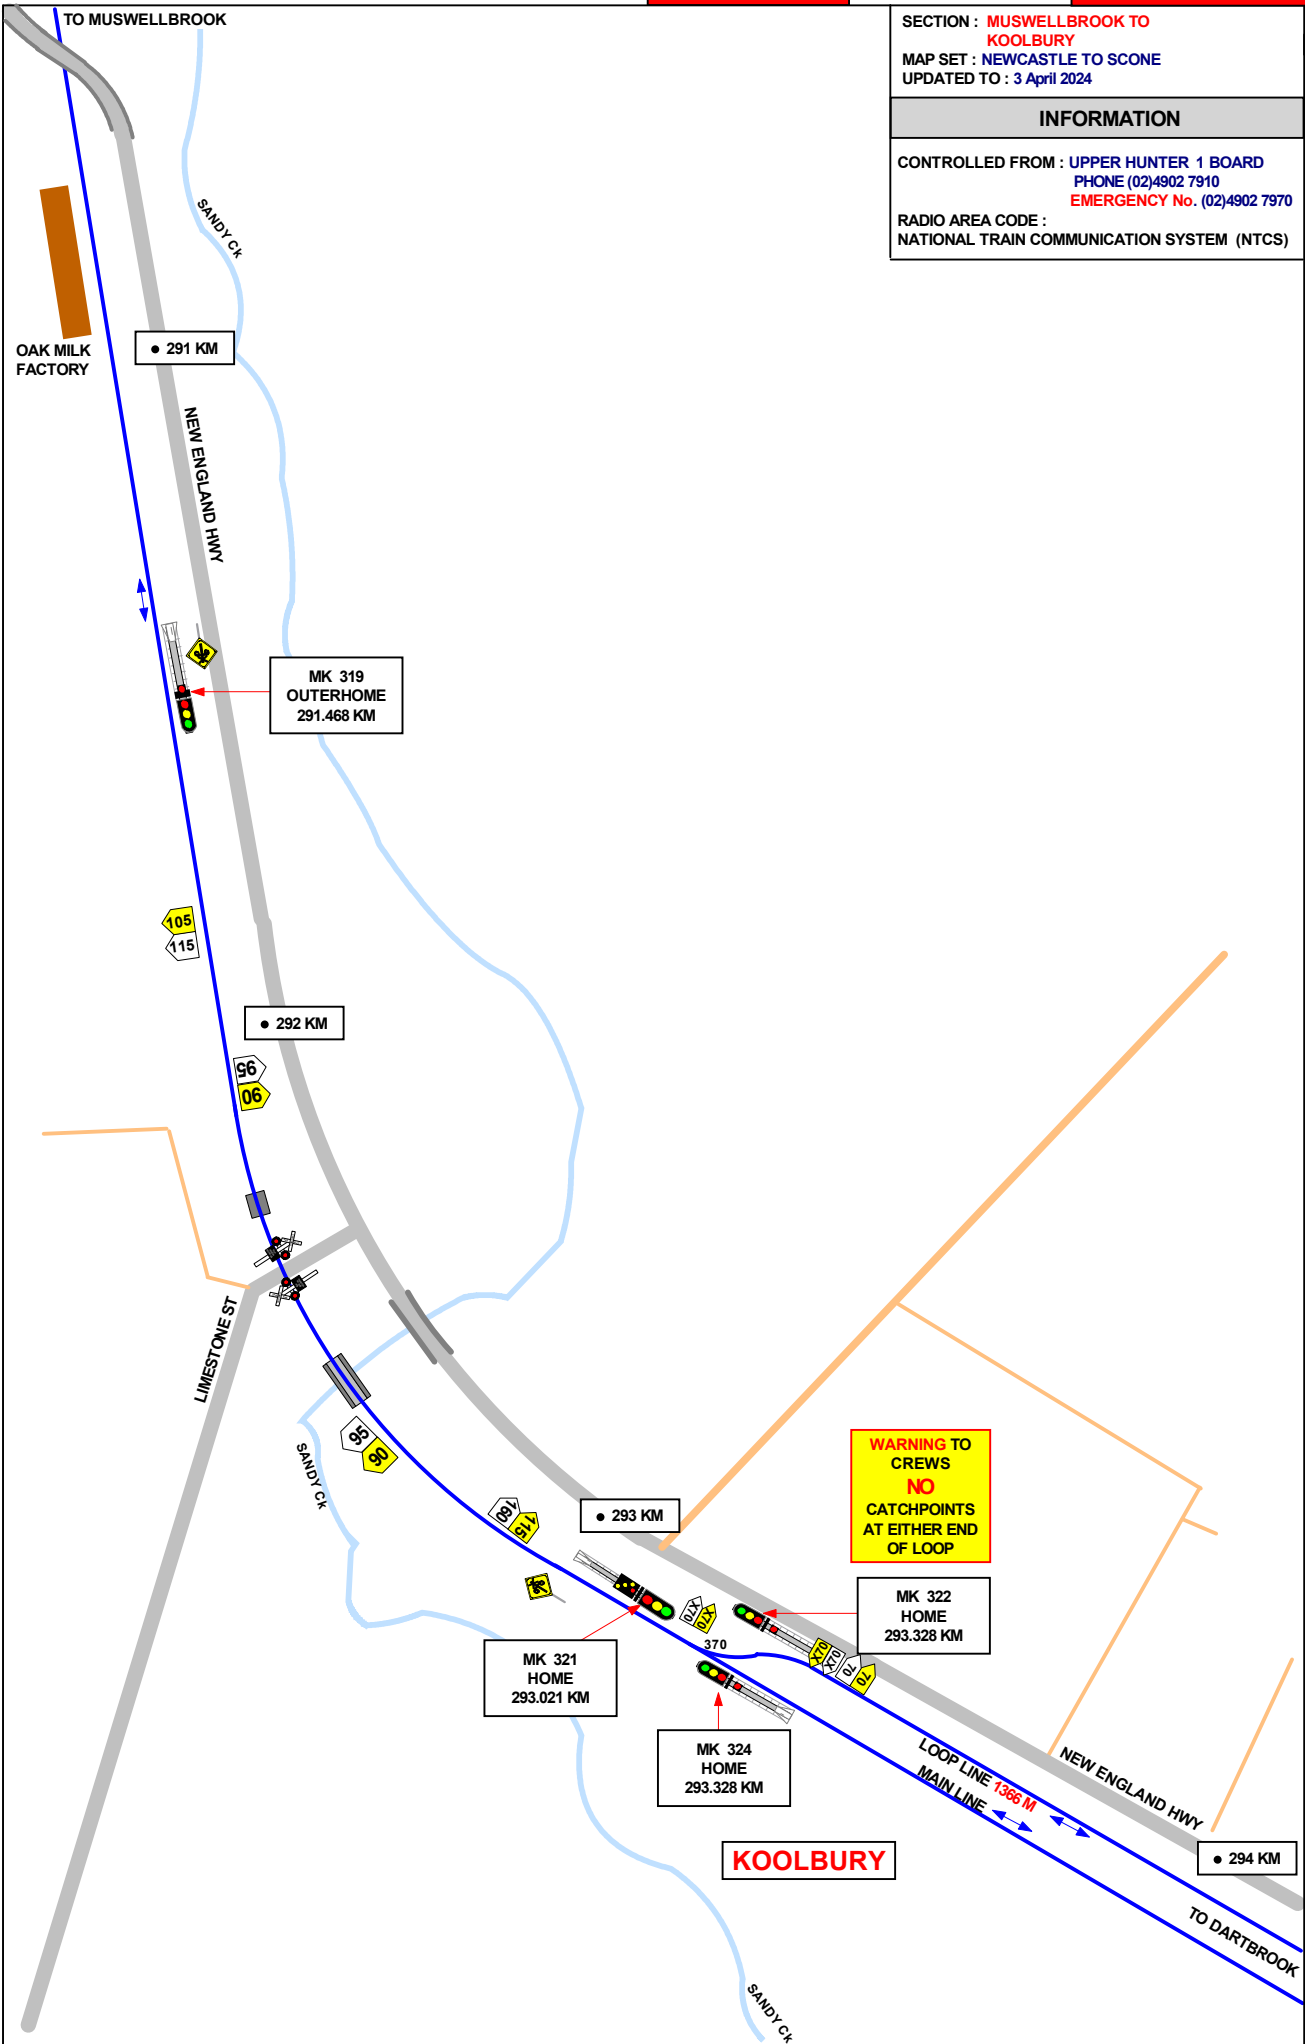 TO MUSWELLBROOK
SECTION : MUSWELLBROOK TO
KOOLBURY
MAP SET : NEWCASTLE TO SCONE
UPDATED TO : 3 April 2024
INFORMATION
CONTROLLED FROM : UPPER HUNTER 1 BOARD
PHONE (02)4902 7910
EMERGENCY No. (02)4902 7970
RADIO AREA CODE :
NATIONAL TRAIN COMMUNICATION SYSTEM (NTCS)
SANDY Ck
OAK MILK
FACTORY
● 291 KM
NEW ENGLAND HWY
MK 319
OUTERHOME
291.468 KM
105
115
● 292 KM
95
90
LIMESTONE ST
95
90
SANDY Ck
160
115
● 293 KM
WARNING TO
CREWS
NO
CATCHPOINTS
AT EITHER END
OF LOOP
X70
X70
MK 322
HOME
293.328 KM
370
X70
X70
70
70
MK 321
HOME
293.021 KM
MK 324
HOME
293.328 KM
LOOP LINE 1366 M
MAIN LINE
NEW ENGLAND HWY
KOOLBURY
● 294 KM
TO DARTBROOK
SANDY Ck